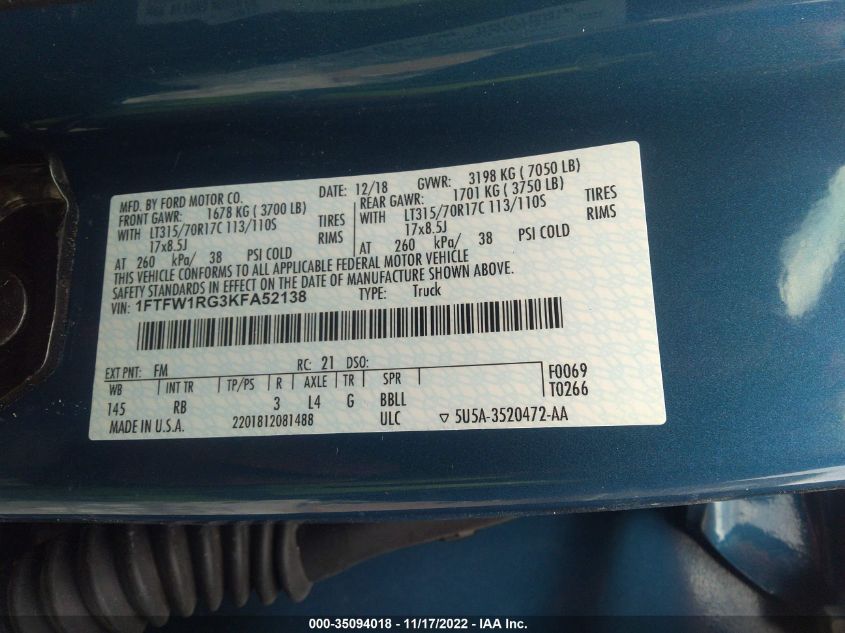 MFD. BY FORD MOTOR CO. DATE: 12/18 GVWR: 3198 KG ( 7050 LB)
FRONT GAWR: 1678 KG ( 3700 LB) REAR GAWR: 1701 KG ( 3750 LB)
WITH LT315/70R17C 113/110S TIRES WITH LT315/70R17C 113/110S TIRES
17x8.5J RIMS 17x8.5J RIMS
AT 260 kPa/ 38 PSI COLD AT 260 kPa/ 38 PSI COLD
THIS VEHICLE CONFORMS TO ALL APPLICABLE FEDERAL MOTOR VEHICLE
SAFETY STANDARDS IN EFFECT ON THE DATE OF MANUFACTURE SHOWN ABOVE.
VIN: 1FTFW1RG3KFA52138 TYPE: Truck
EXT PNT: FM RC: 21 DSO: F0069
WB INT TR TP/PS R AXLE TR SPR T0266
145 RB 3 L4 G BBLL
MADE IN U.S.A. 2201812081488 ULC ▽ 5U5A-3520472-AA
000-35094018 - 11/17/2022 - IAA Inc.